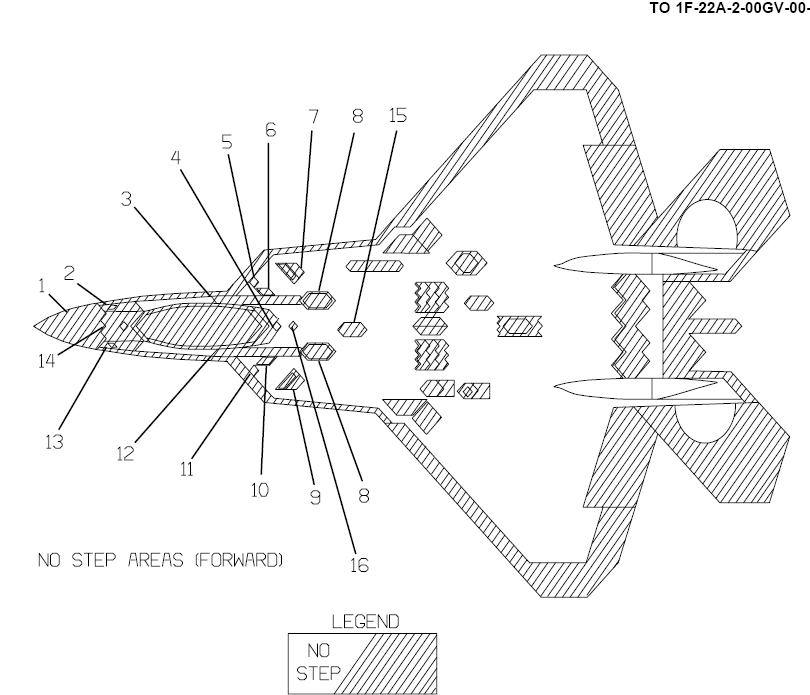 TO 1F-22A-2-00GV-00-
7 8 15
6
5
4
3
2
1
14
13
12
11
10
9 8
16
NO STEP AREAS (FORWARD)
LEGEND
NO
STEP